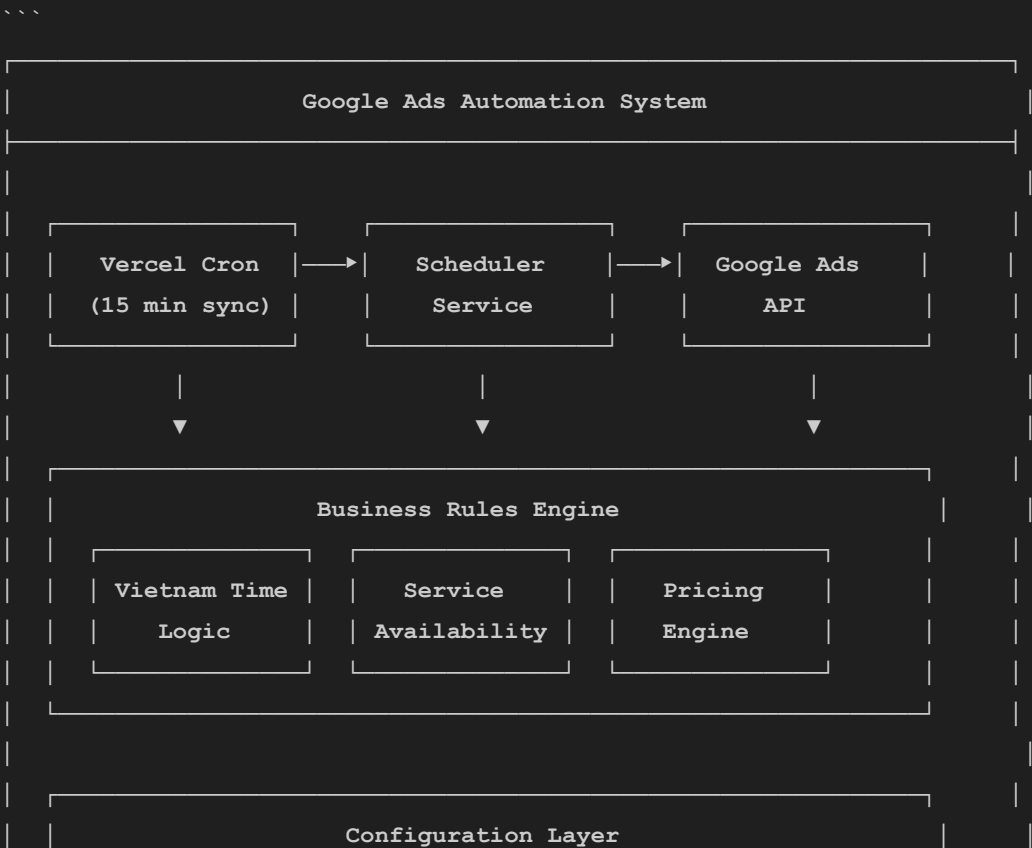 ```
Google Ads Automation System
Vercel Cron Scheduler Google Ads
(15 min sync) Service API
Business Rules Engine
Vietnam Time Service Pricing
Logic Availability Engine
Configuration Layer